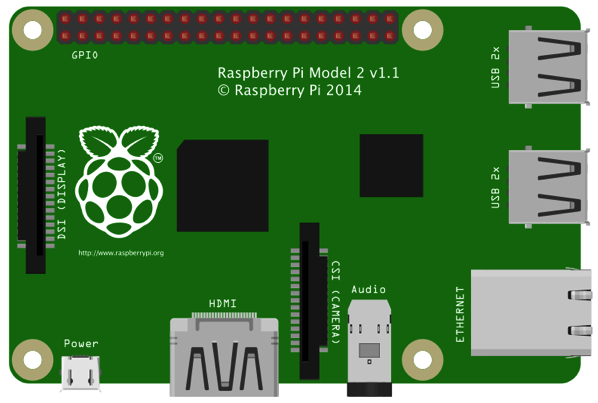 GPIO
Raspberry Pi Model 2 v1.1
© Raspberry Pi 2014
USB 2x
DSI (DISPLAY)
TM
USB 2x
http://www.raspberrypi.org
CSI (CAMERA)
Audio
ETHERNET
HDMI
Power